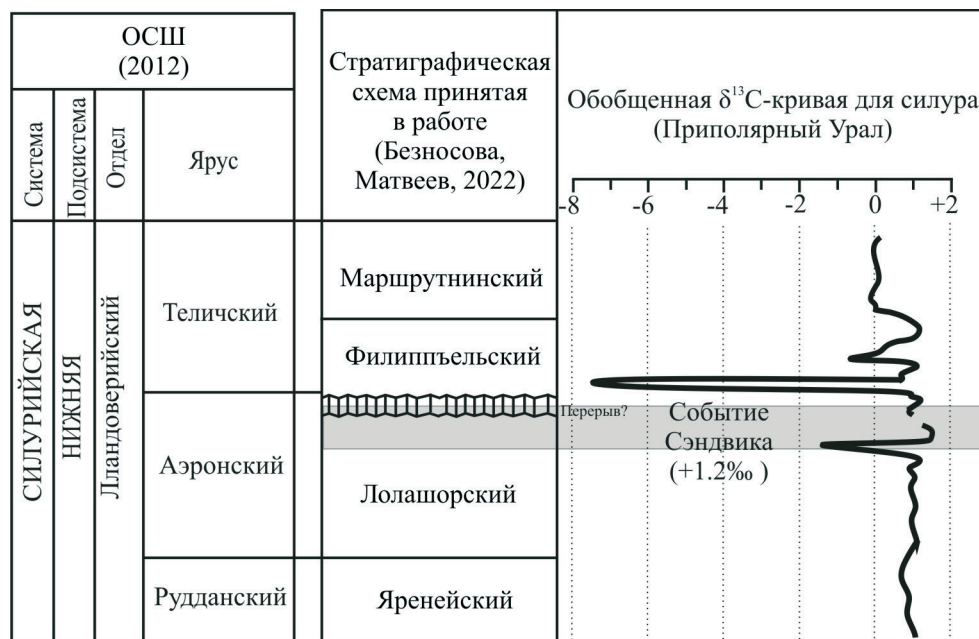 ОСШ
(2012)
Система
Подсистема
Отдел
Ярус
Стратиграфическая
схема принятая
в работе
(Безносова,
Матвеев, 2022)
Обобщенная δ¹³С-кривая для силура
(Приполярный Урал)
-8 -6 -4 -2 0 +2
СИЛУРИЙСКАЯ
НИЖНЯЯ
Лландоверийский
Теличский
Аэронский
Рудданский
Маршрутнинский
Филиппъельский
Лолашорский
Яренейский
Перерыв?
Событие
Сэндвика
(+1.2‰ )